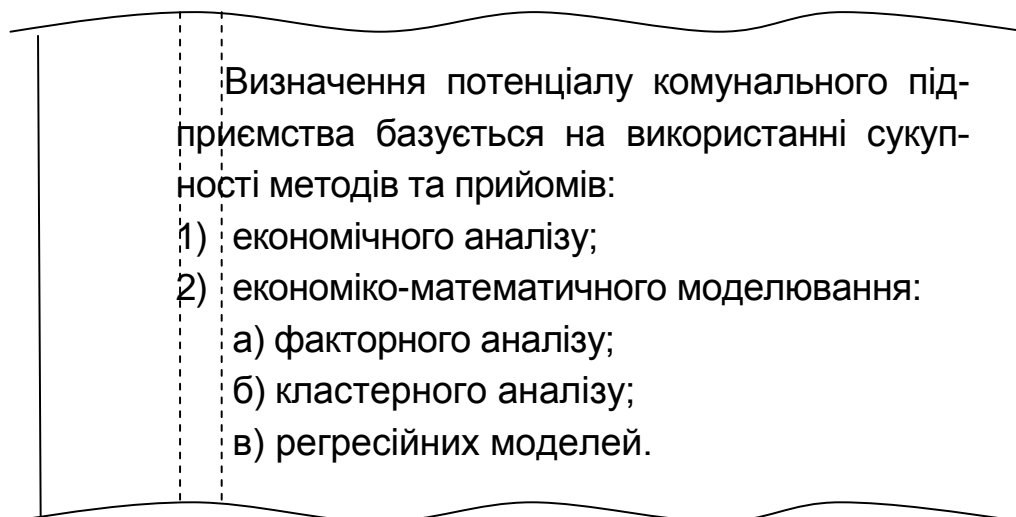 Визначення потенціалу комунального під-
приємства базується на використанні сукуп-
ності методів та прийомів:
1) економічного аналізу;
2) економіко-математичного моделювання:
а) факторного аналізу;
б) кластерного аналізу;
в) регресійних моделей.